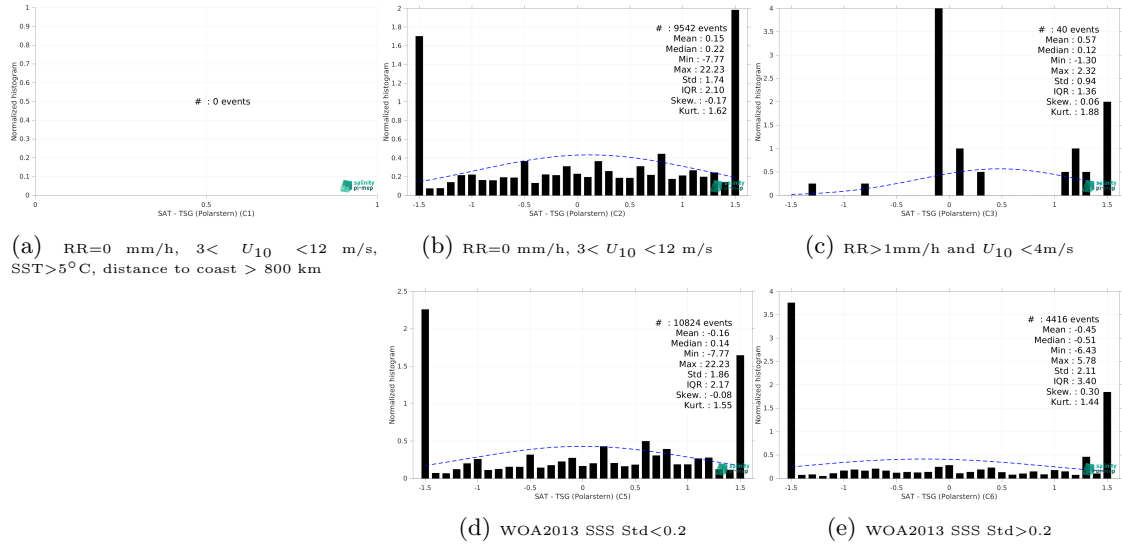 Normalized histogram
1
0.9
0.8
0.7
0.6
0.5
0.4
0.3
0.2
0.1
0
# : 0 events
0 0.5 1
SAT - TSG (Polarstern) (C1)
salinity
pi-mep
(a) RR=0 mm/h, 3< U10 <12 m/s,
SST>5°C, distance to coast > 800 km
Normalized histogram
2
1.8
1.6
1.4
1.2
1
0.8
0.6
0.4
0.2
0
# : 9542 events
Mean : 0.15
Median : 0.22
Min : -7.77
Max : 22.23
Std : 1.74
IQR : 2.10
Skew. : -0.17
Kurt. : 1.62
-1.5 -1 -0.5 0 0.5 1 1.5
SAT - TSG (Polarstern) (C2)
salinity
pi-mep
(b) RR=0 mm/h, 3< U10 <12 m/s
Normalized histogram
4
3.5
3
2.5
2
1.5
1
0.5
0
# : 40 events
Mean : 0.57
Median : 0.12
Min : -1.30
Max : 2.32
Std : 0.94
IQR : 1.36
Skew. : 0.06
Kurt. : 1.88
-1.5 -1 -0.5 0 0.5 1 1.5
SAT - TSG (Polarstern) (C3)
salinity
pi-mep
(c) RR>1mm/h and U10 <4m/s
Normalized histogram
2.5
2
1.5
1
0.5
0
# : 10824 events
Mean : -0.16
Median : 0.14
Min : -7.77
Max : 22.23
Std : 1.86
IQR : 2.17
Skew. : -0.08
Kurt. : 1.55
-1.5 -1 -0.5 0 0.5 1 1.5
SAT - TSG (Polarstern) (C5)
salinity
pi-mep
(d) WOA2013 SSS Std<0.2
Normalized histogram
4
3.5
3
2.5
2
1.5
1
0.5
0
# : 4416 events
Mean : -0.45
Median : -0.51
Min : -6.43
Max : 5.78
Std : 2.11
IQR : 3.40
Skew. : 0.30
Kurt. : 1.44
-1.5 -1 -0.5 0 0.5 1 1.5
SAT - TSG (Polarstern) (C6)
salinity
pi-mep
(e) WOA2013 SSS Std>0.2